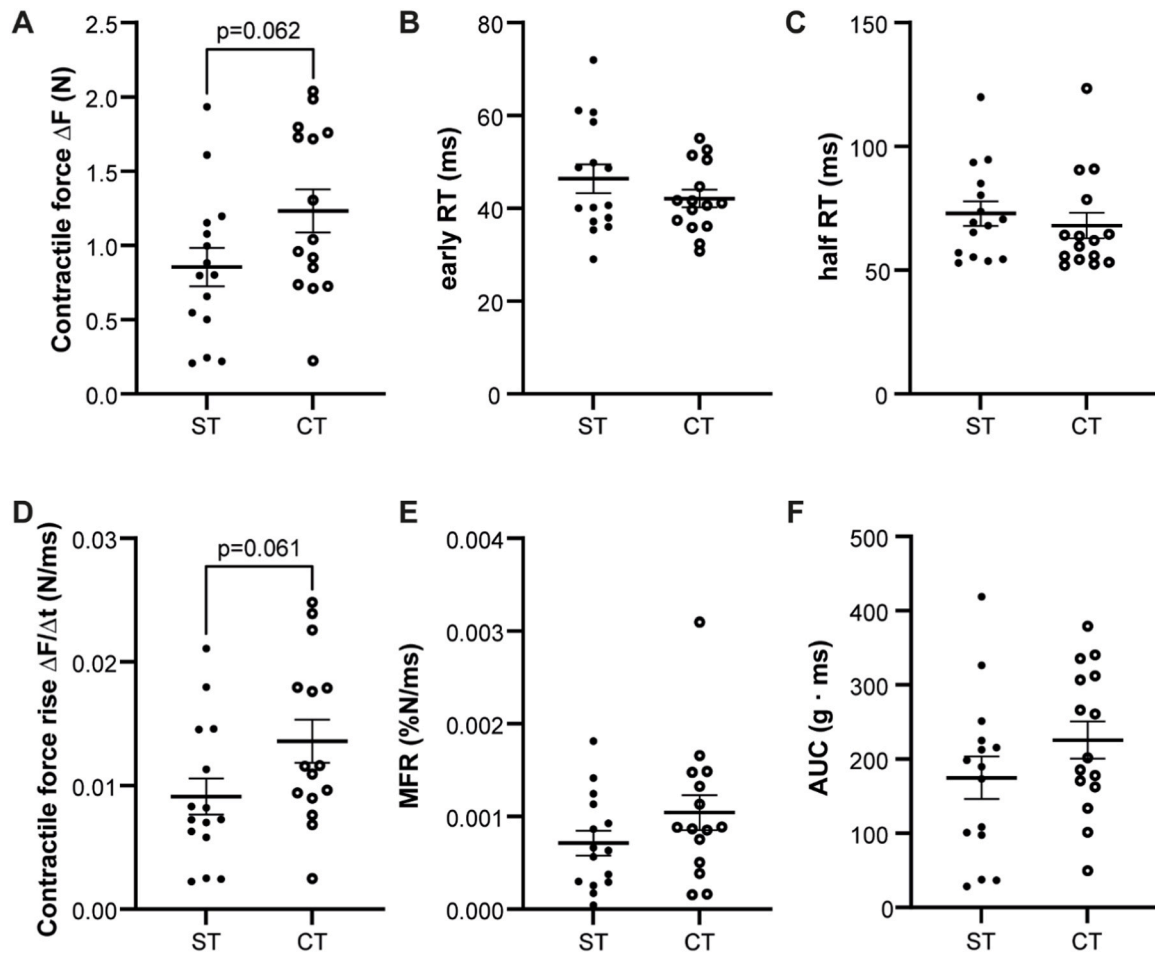 A
Contractile force ΔF (N)
2.5
2.0
1.5
1.0
0.5
0.0
p=0.062
ST
CT
B
early RT (ms)
80
60
40
20
0
ST
CT
C
half RT (ms)
150
100
50
0
ST
CT
D
Contractile force rise ΔF/Δt (N/ms)
0.03
0.02
0.01
0.00
p=0.061
ST
CT
E
MFR (%N/ms)
0.004
0.003
0.002
0.001
0.000
ST
CT
F
AUC (g · ms)
500
400
300
200
100
0
ST
CT